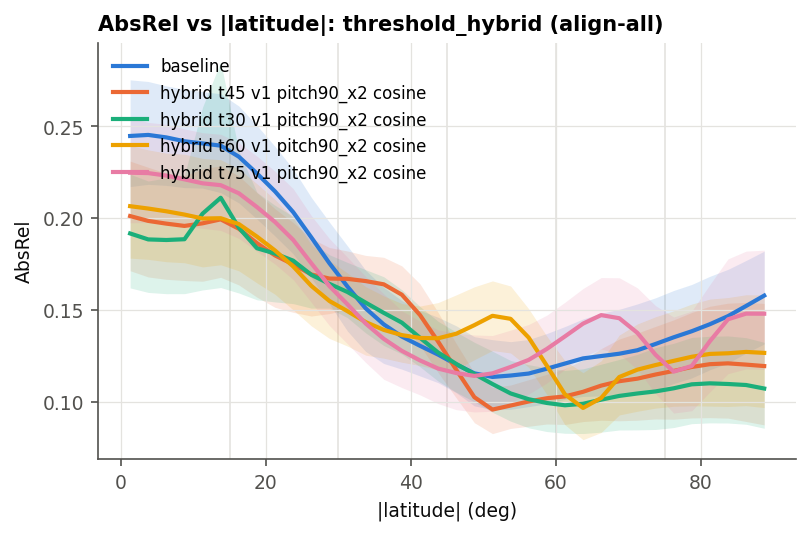 AbsRel vs |latitude|: threshold_hybrid (align-all)
baseline
hybrid t45 v1 pitch90_x2 cosine
hybrid t30 v1 pitch90_x2 cosine
hybrid t60 v1 pitch90_x2 cosine
hybrid t75 v1 pitch90_x2 cosine
AbsRel
0.25
0.20
0.15
0.10
0 20 40 60 80
|latitude| (deg)